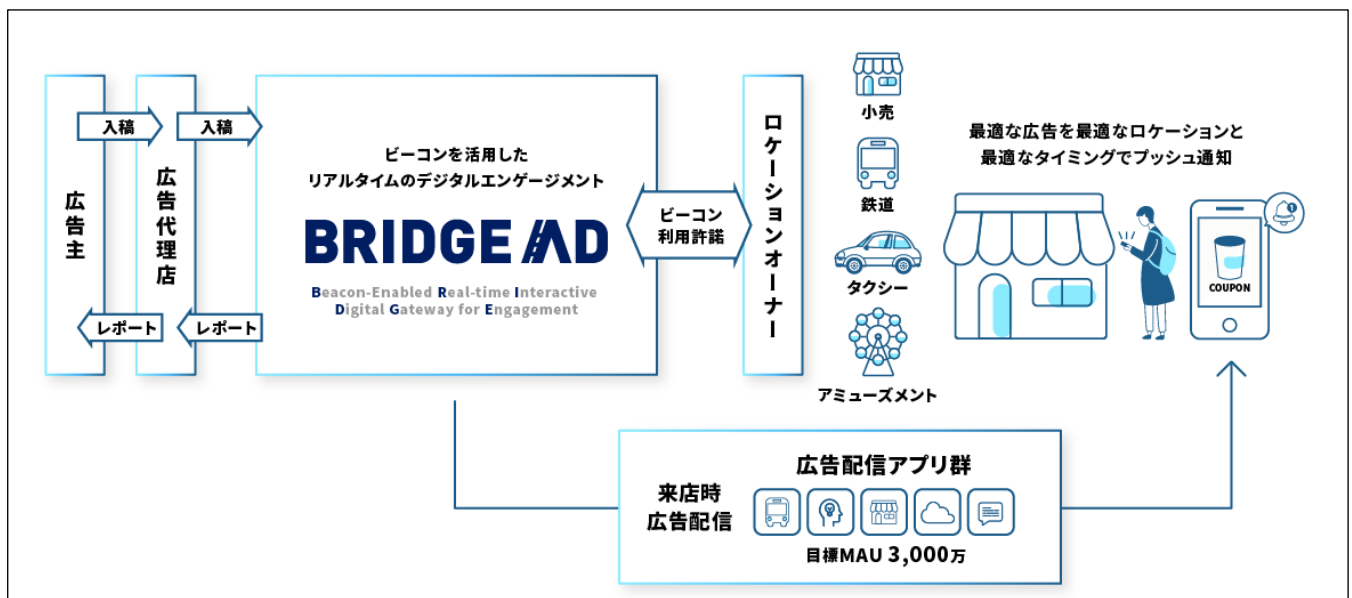 広告主
入稿
レポート
広告代理店
入稿
レポート
ビーコンを活用した
リアルタイムのデジタルエンゲージメント
BRIDGE AD
Beacon-Enabled Real-time Interactive
Digital Gateway for Engagement
ビーコン
利用許諾
ロケーションオーナー
小売
鉄道
タクシー
アミューズメント
最適な広告を最適なロケーションと
最適なタイミングでプッシュ通知
1
COUPON
来店時
広告配信
広告配信アプリ群
目標MAU 3,000万